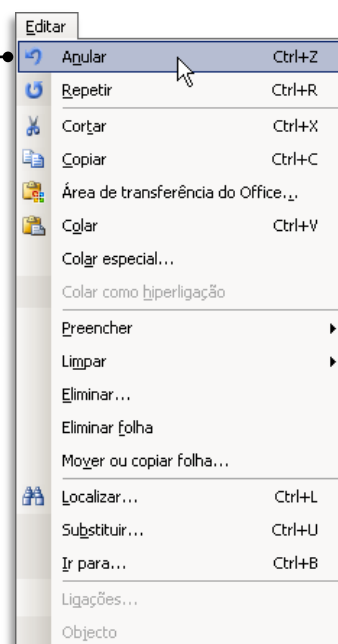 Editar
Anular Ctrl+Z
Repetir Ctrl+R
Cortar Ctrl+X
Copiar Ctrl+C
Área de transferência do Office...
Colar Ctrl+V
Colar especial...
Colar como hiperligação
Preencher
Limpar
Eliminar...
Eliminar folha
Mover ou copiar folha...
Localizar... Ctrl+L
Substituir... Ctrl+U
Ir para... Ctrl+B
Ligações...
Objecto